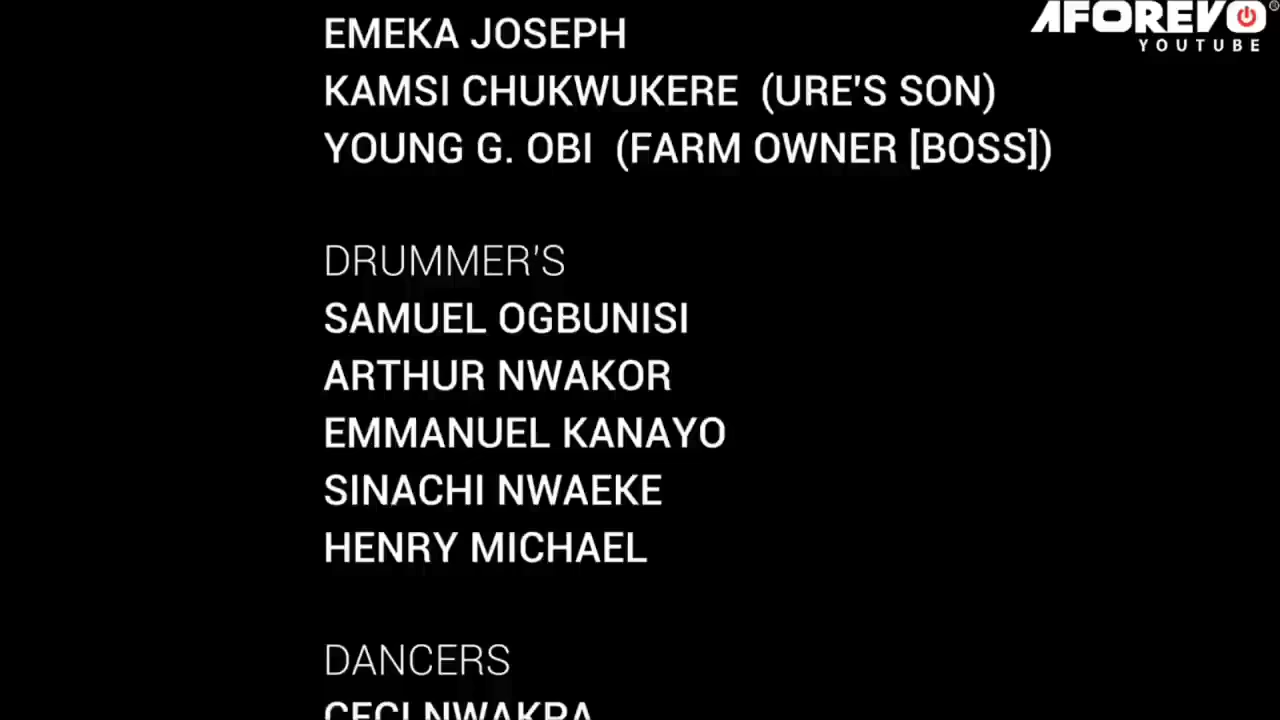 AFOREVO®
YOUTUBE
EMEKA JOSEPH
KAMSI CHUKWUKERE (URE'S SON)
YOUNG G. OBI (FARM OWNER [BOSS])
DRUMMER'S
SAMUEL OGBUNISI
ARTHUR NWAKOR
EMMANUEL KANAYO
SINACHI NWAEKE
HENRY MICHAEL
DANCERS
CECI